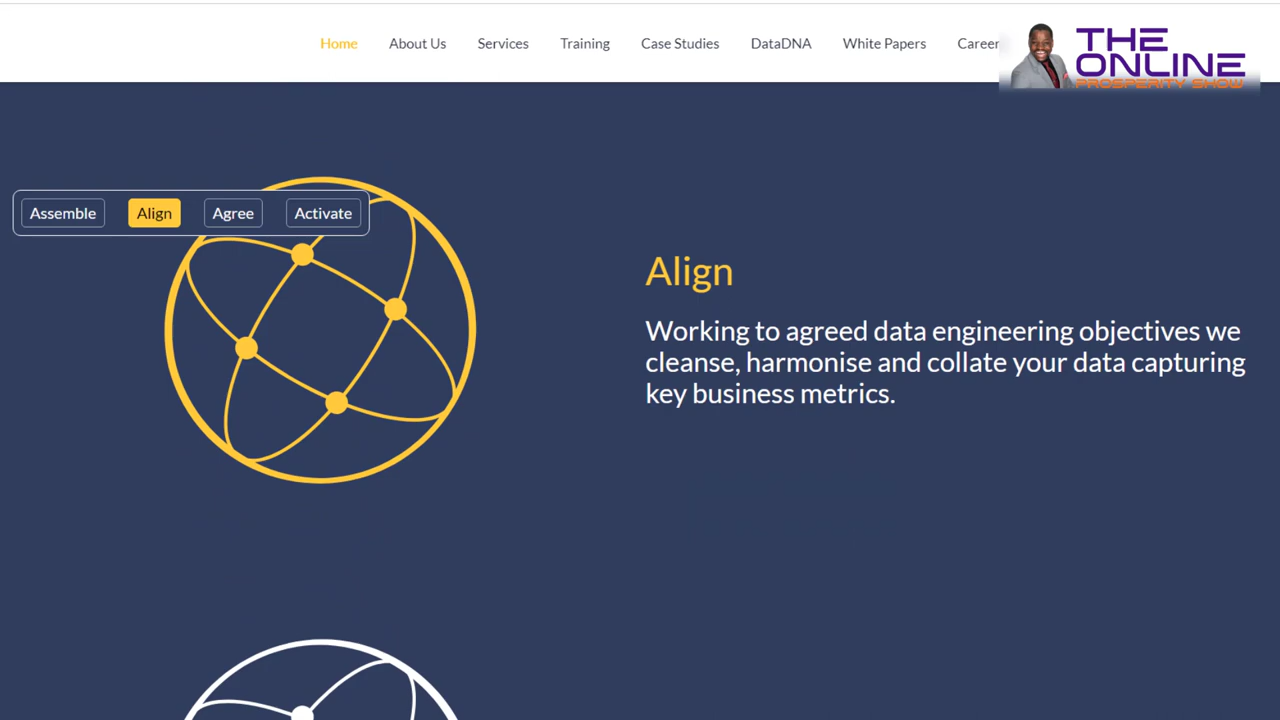 Home About Us Services Training Case Studies DataDNA White Papers Career
THE
ONLINE
PROSPERITY SHOW
Assemble Align Agree Activate
Align
Working to agreed data engineering objectives we
cleanse, harmonise and collate your data capturing
key business metrics.